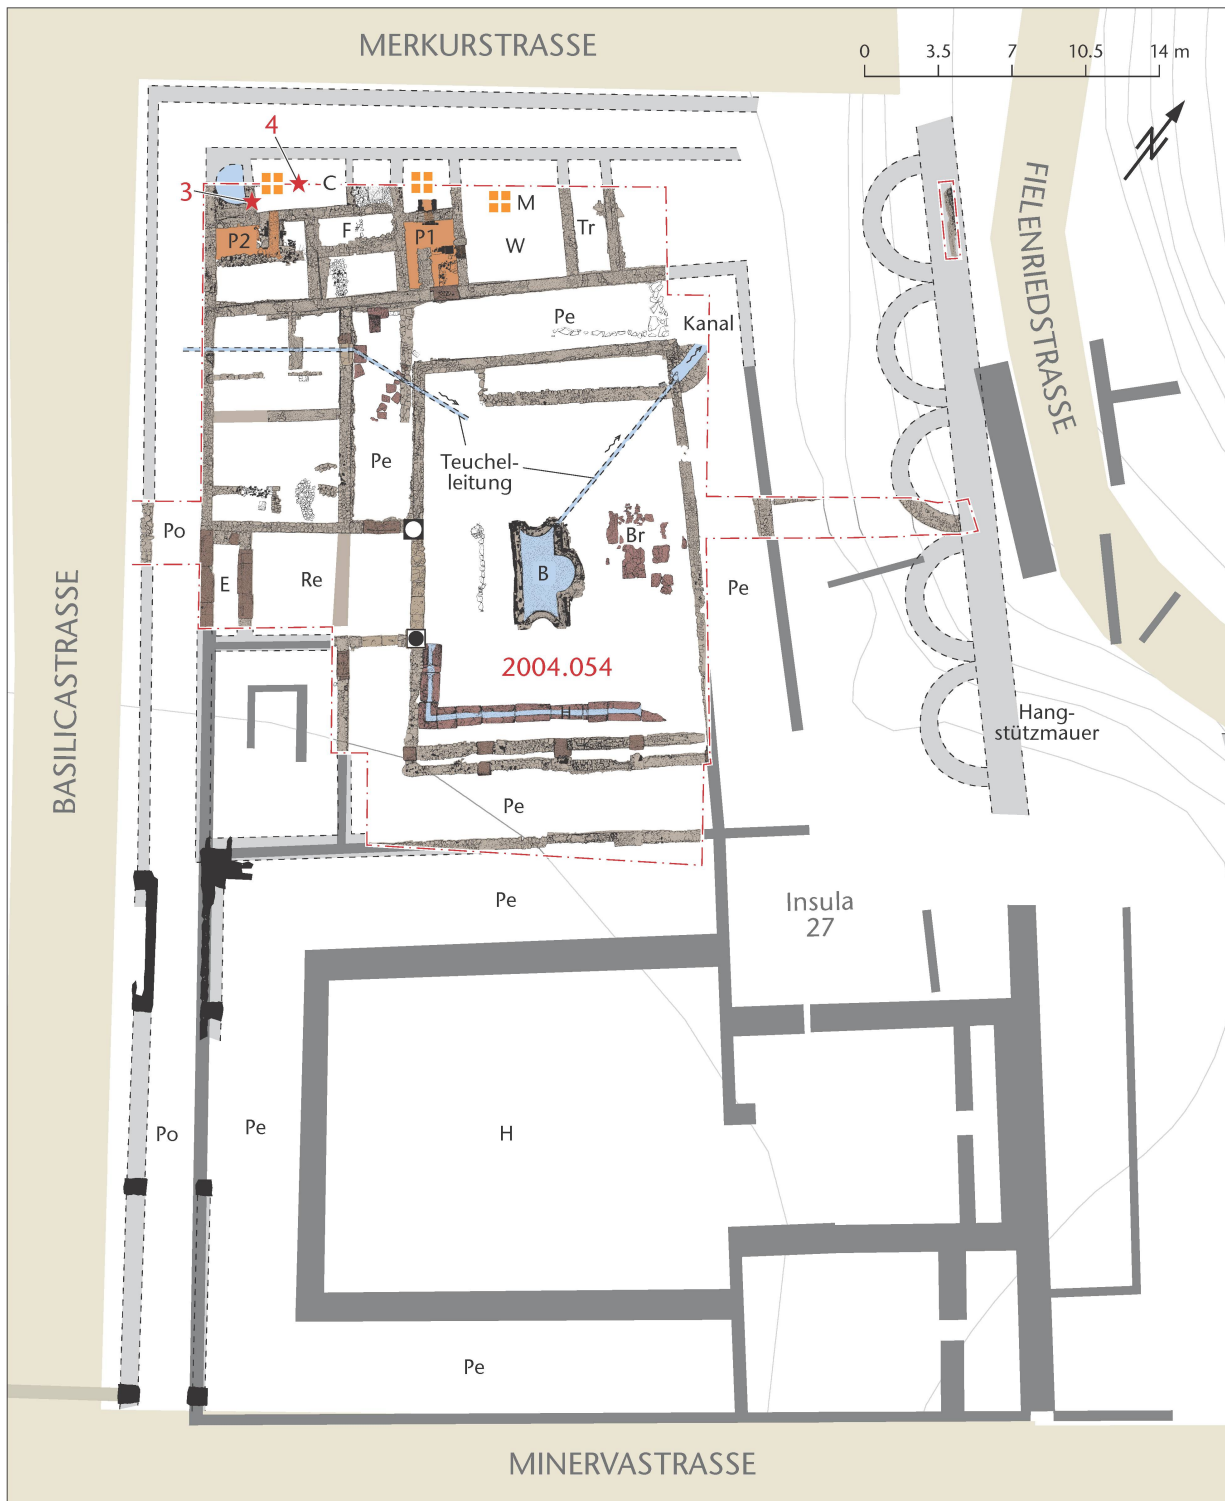 MERKURSTRASSE
0 3.5 7 10.5 14 m
N
4
3
C
M
P2
F
P1
W
Tr
FIELENRIEDSTRASSE
Pe
Kanal
Pe
Teuchel-
leitung
Po
Br
E
Re
B
Pe
BASILICASTRASSE
2004.054
H
Hang-
stützmauer
Pe
Pe
Insula
27
Po
Pe
H
Pe
MINERVASTRASSE